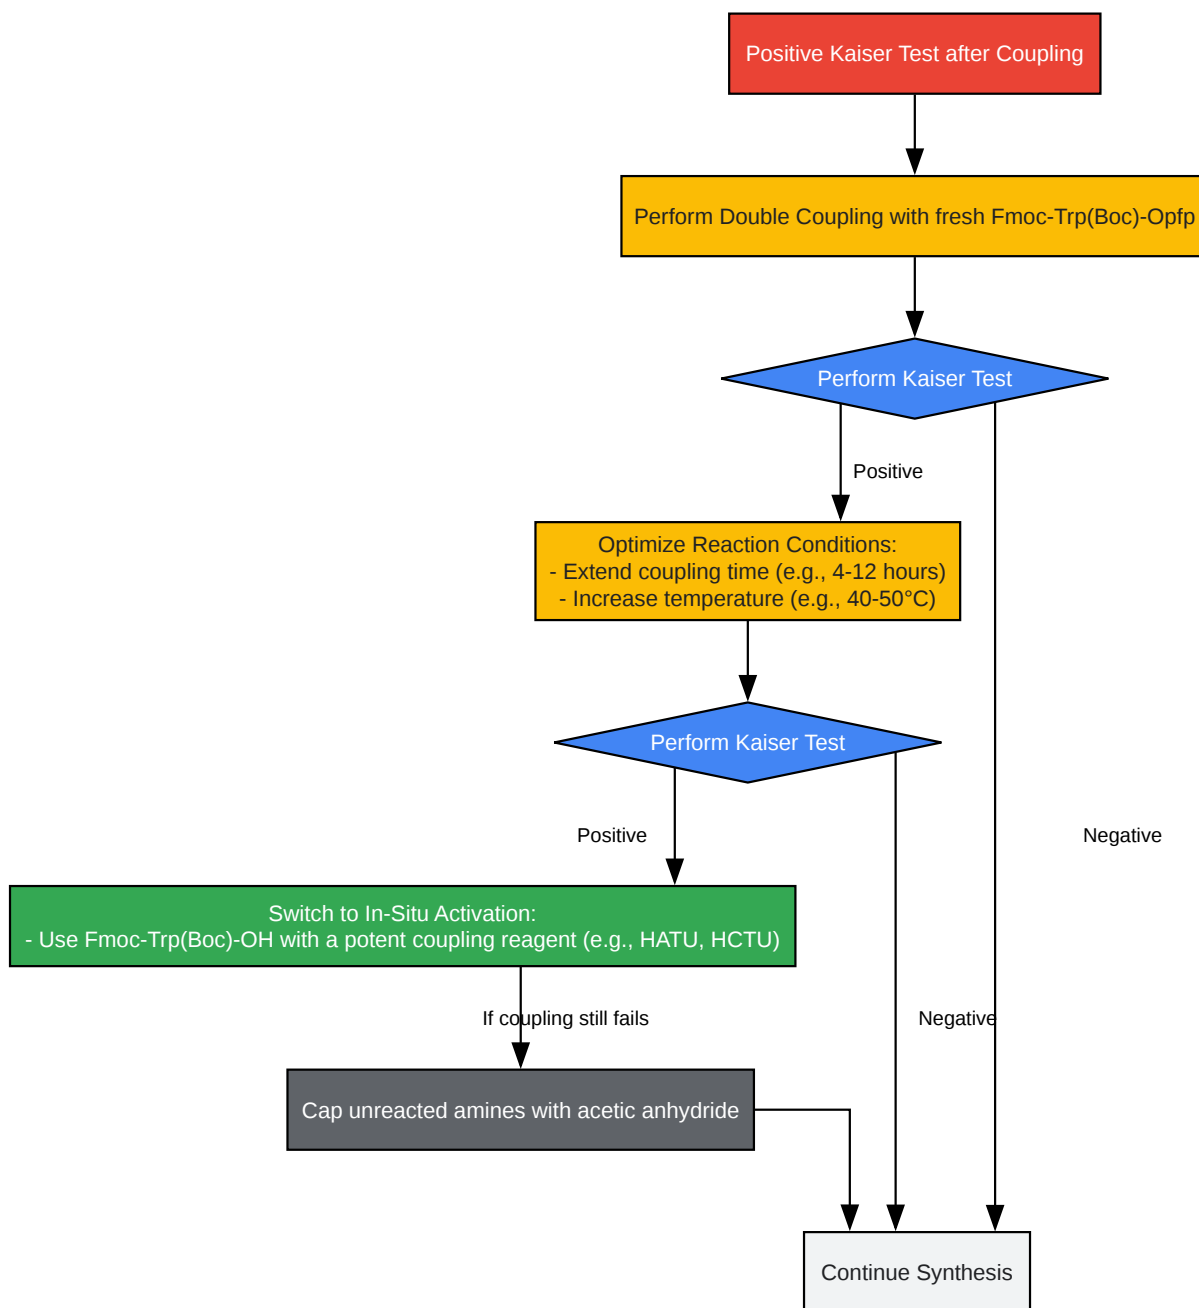 Positive Kaiser Test after Coupling
Perform Double Coupling with fresh Fmoc-Trp(Boc)-Opfp
Perform Kaiser Test
Positive
Optimize Reaction Conditions:
- Extend coupling time (e.g., 4-12 hours)
- Increase temperature (e.g., 40-50°C)
Perform Kaiser Test
Positive
Negative
Switch to In-Situ Activation:
- Use Fmoc-Trp(Boc)-OH with a potent coupling reagent (e.g., HATU, HCTU)
If coupling still fails
Negative
Cap unreacted amines with acetic anhydride
Continue Synthesis